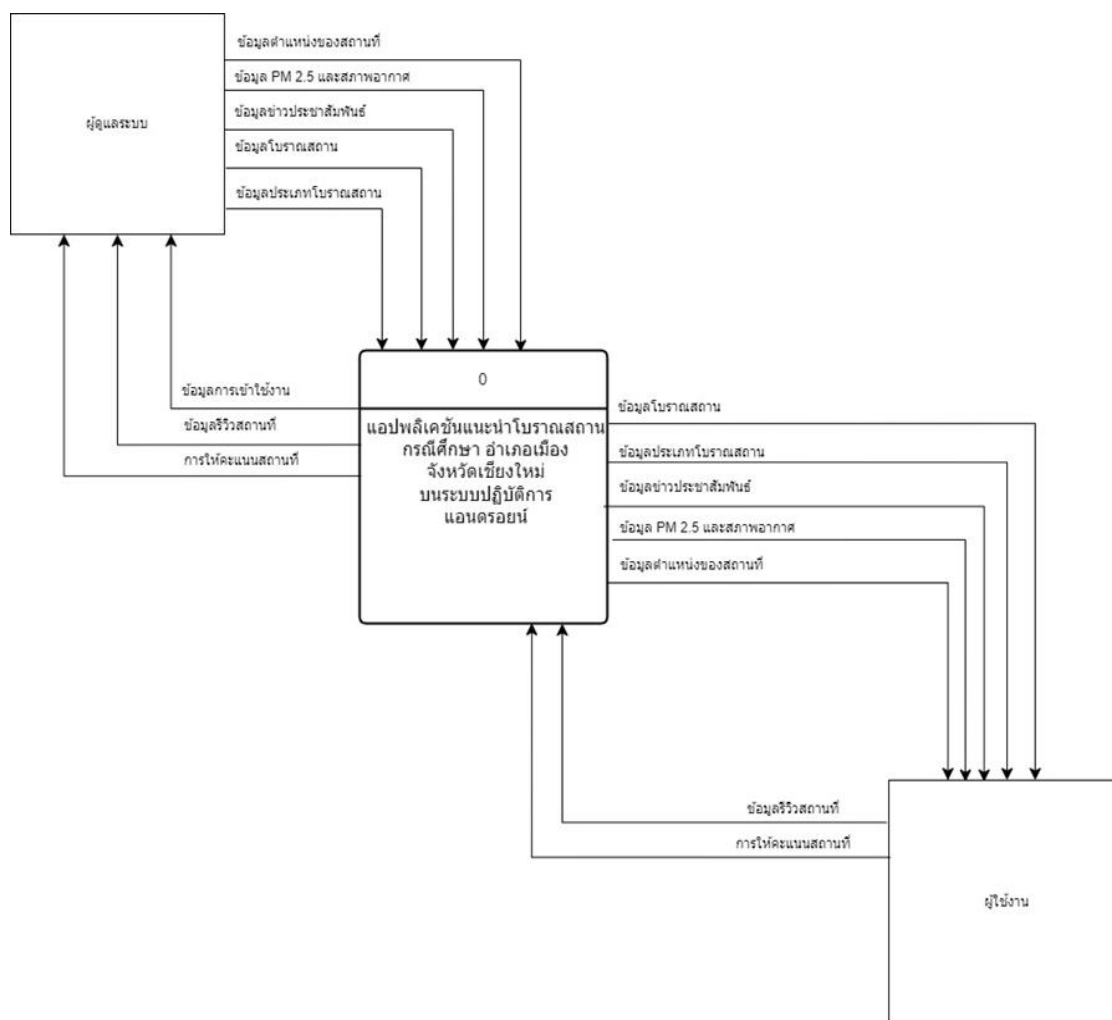 ข้อมูลตำแหน่งของสถานที่
ข้อมูล PM 2.5 และสภาพอากาศ
ข้อมูลข่าวประชาสัมพันธ์
ผู้ดูแลระบบ
ข้อมูลโบราณสถาน
ข้อมูลประเภทโบราณสถาน
0
ข้อมูลการเข้าใช้งาน
ข้อมูลรีวิวสถานที่
การให้คะแนนสถานที่
แอปพลิเคชันแนะนำโบราณสถาน
กรณีศึกษา อำเภอเมือง
จังหวัดเชียงใหม่
บนระบบปฏิบัติการ
แอนดรอยน์
ข้อมูลโบราณสถาน
ข้อมูลประเภทโบราณสถาน
ข้อมูลข่าวประชาสัมพันธ์
ข้อมูล PM 2.5 และสภาพอากาศ
ข้อมูลตำแหน่งของสถานที่
ข้อมูลรีวิวสถานที่
การให้คะแนนสถานที่
ผู้ใช้งาน